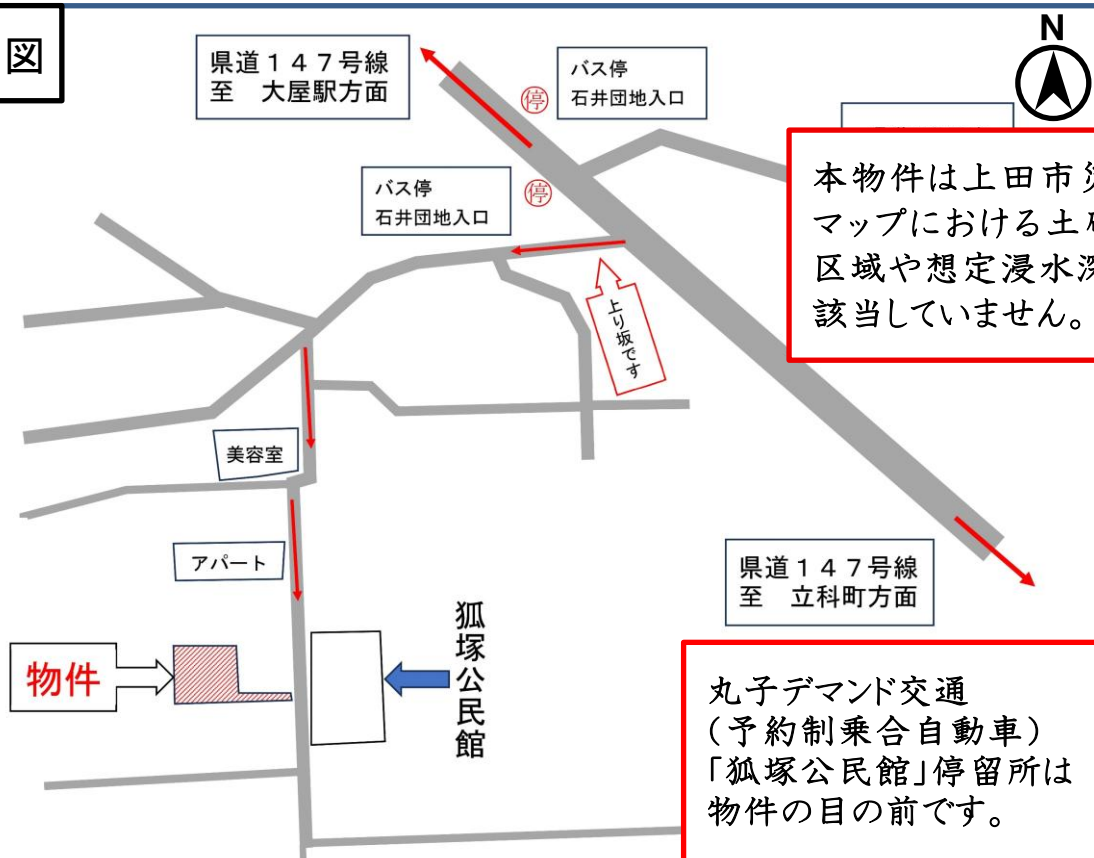 図
N
県道147号線
至 大屋駅方面
バス停
石井団地入口
停
バス停
石井団地入口
停
本物件は上田市災
マップにおける土砂
区域や想定浸水深
該当していません。
上り坂です
美容室
アパート
県道147号線
至 立科町方面
物件
狐塚公民館
丸子デマンド交通
(予約制乗合自動車)
「狐塚公民館」停留所は
物件の目の前です。